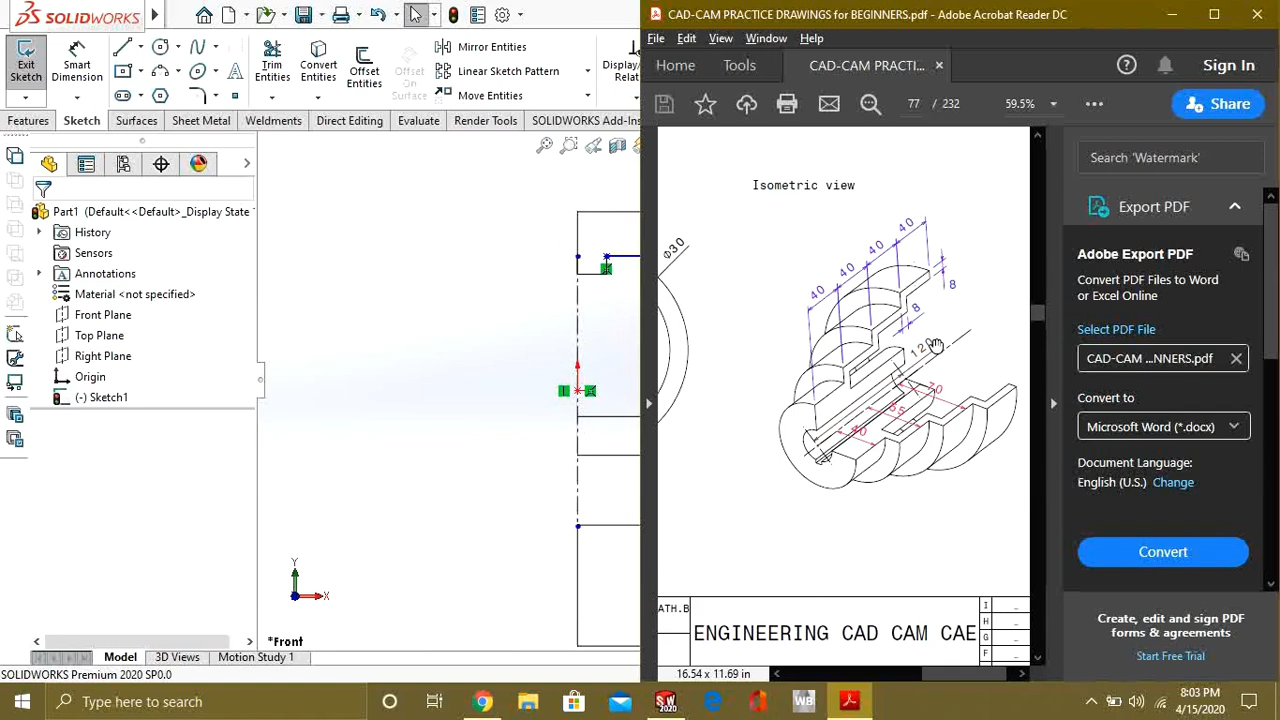 SOLIDWORKS
Exit
Sketch
Smart
Dimension
Trim
Entities
Convert
Entities
Offset
Entities
Offset
On
Surface
Mirror Entities
Linear Sketch Pattern
Move Entities
Display/
Relat
Features
Sketch
Surfaces
Sheet Metal
Weldments
Direct Editing
Evaluate
Render Tools
SOLIDWORKS Add-Ins
Part1 (Default<<Default>_Display State
History
Sensors
Annotations
Material <not specified>
Front Plane
Top Plane
Right Plane
Origin
(-) Sketch1
Y
X
*Front
Model
3D Views
Motion Study 1
SOLIDWORKS Premium 2020 SP0.0
CAD-CAM PRACTICE DRAWINGS for BEGINNERS.pdf - Adobe Acrobat Reader DC
File
Edit
View
Window
Help
Home
Tools
CAD-CAM PRACTI...
Sign In
77 / 232
59.5%
Share
Isometric view
Φ30
40
40
40
40
8
8
120
70
55
40
ATH.B
ENGINEERING CAD CAM CAE
I
H
G
F
16.54 x 11.69 in
Search 'Watermark'
Export PDF
Adobe Export PDF
Convert PDF Files to Word
or Excel Online
Select PDF File
CAD-CAM ...NNERS.pdf
Convert to
Microsoft Word (*.docx)
Document Language:
English (U.S.) Change
Convert
Create, edit and sign PDF
forms & agreements
Start Free Trial
Type here to search
SW
2020
WB
8:03 PM
4/15/2020